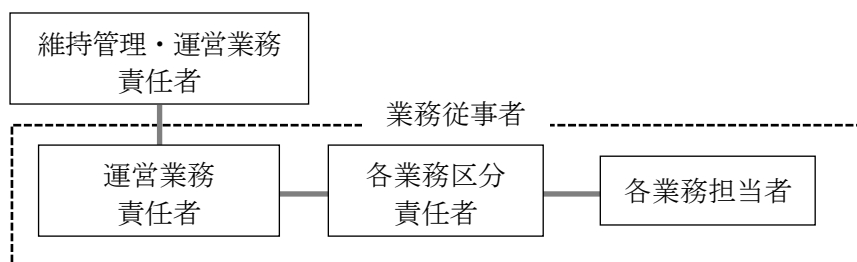 維持管理・運営業務
責任者
業務従事者
運営業務
責任者
各業務区分
責任者
各業務担当者